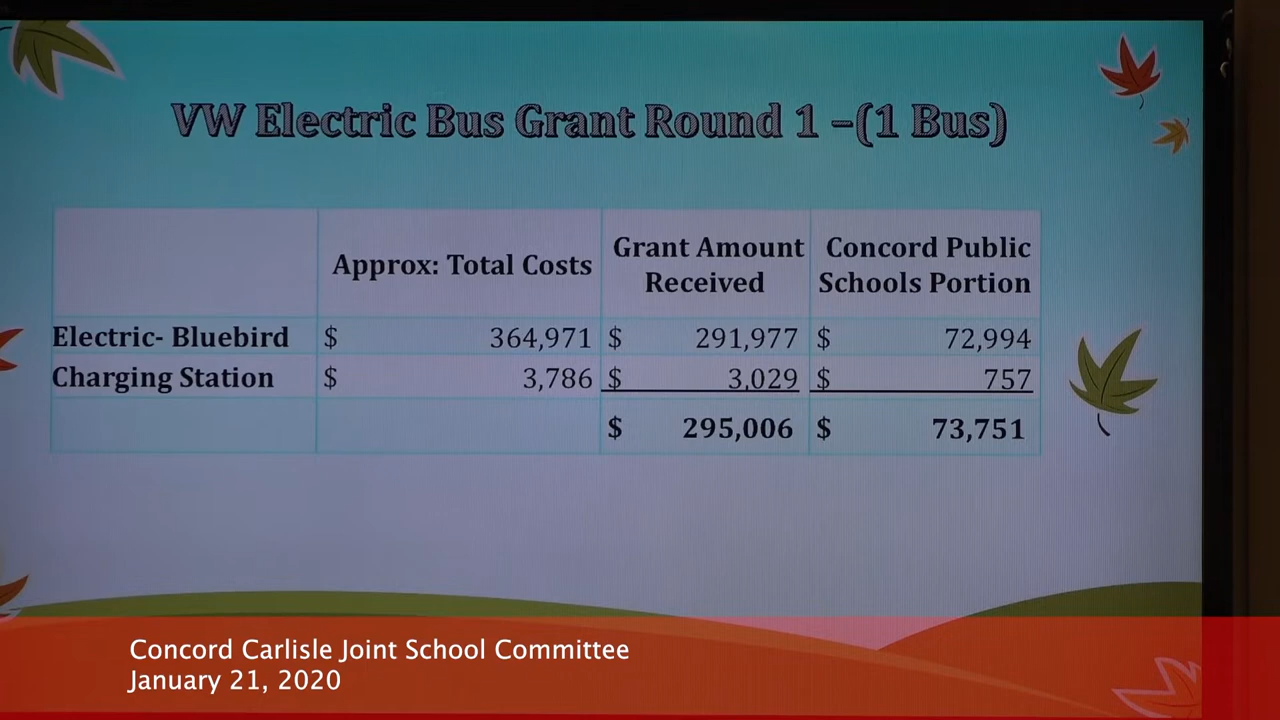 VW Electric Bus Grant Round 1 –(1 Bus)
Approx: Total Costs
Grant Amount
Received
Concord Public
Schools Portion
Electric- Bluebird $ 364,971 $ 291,977 $ 72,994
Charging Station $ 3,786 $ 3,029 $ 757
$ 295,006 $ 73,751
Concord Carlisle Joint School Committee
January 21, 2020